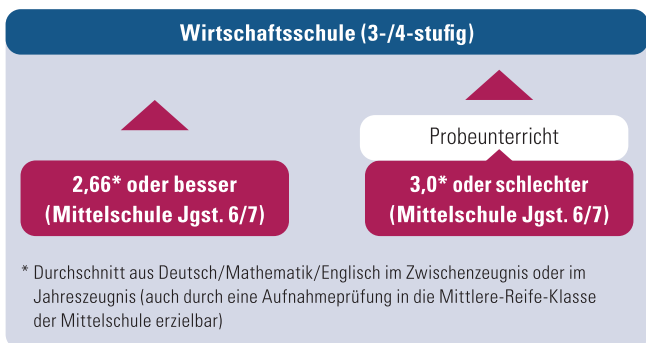 Wirtschaftsschule (3-/4-stufig)
Probeunterricht
2,66* oder besser
(Mittelschule Jgst. 6/7)
3,0* oder schlechter
(Mittelschule Jgst. 6/7)
* Durchschnitt aus Deutsch/Mathematik/Englisch im Zwischenzeugnis oder im
Jahreszeugnis (auch durch eine Aufnahmeprüfung in die Mittlere-Reife-Klasse
der Mittelschule erzielbar)